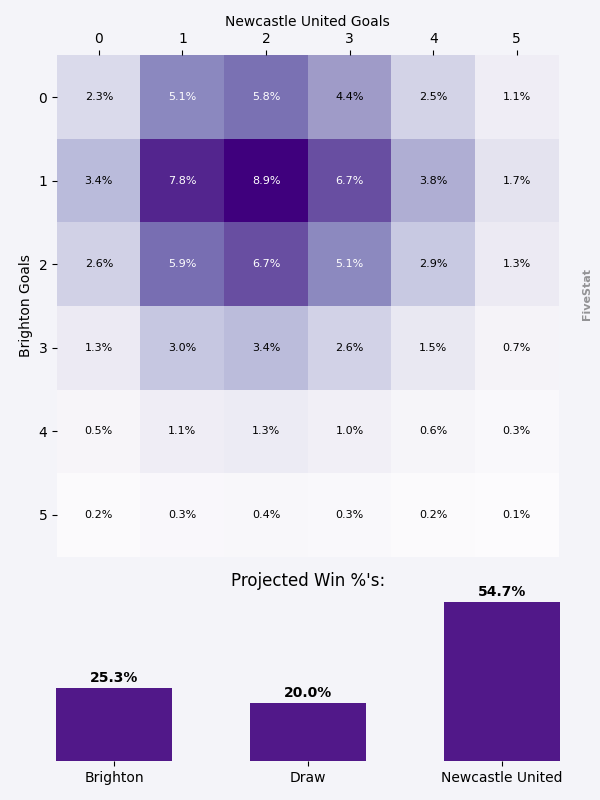 Newcastle United Goals
0 1 2 3 4 5
0 2.3% 5.1% 5.8% 4.4% 2.5% 1.1%
1 3.4% 7.8% 8.9% 6.7% 3.8% 1.7%
2 2.6% 5.9% 6.7% 5.1% 2.9% 1.3%
3 1.3% 3.0% 3.4% 2.6% 1.5% 0.7%
4 0.5% 1.1% 1.3% 1.0% 0.6% 0.3%
5 0.2% 0.3% 0.4% 0.3% 0.2% 0.1%
Brighton Goals
FiveStat
Projected Win %'s:
25.3% 20.0% 54.7%
Brighton Draw Newcastle United